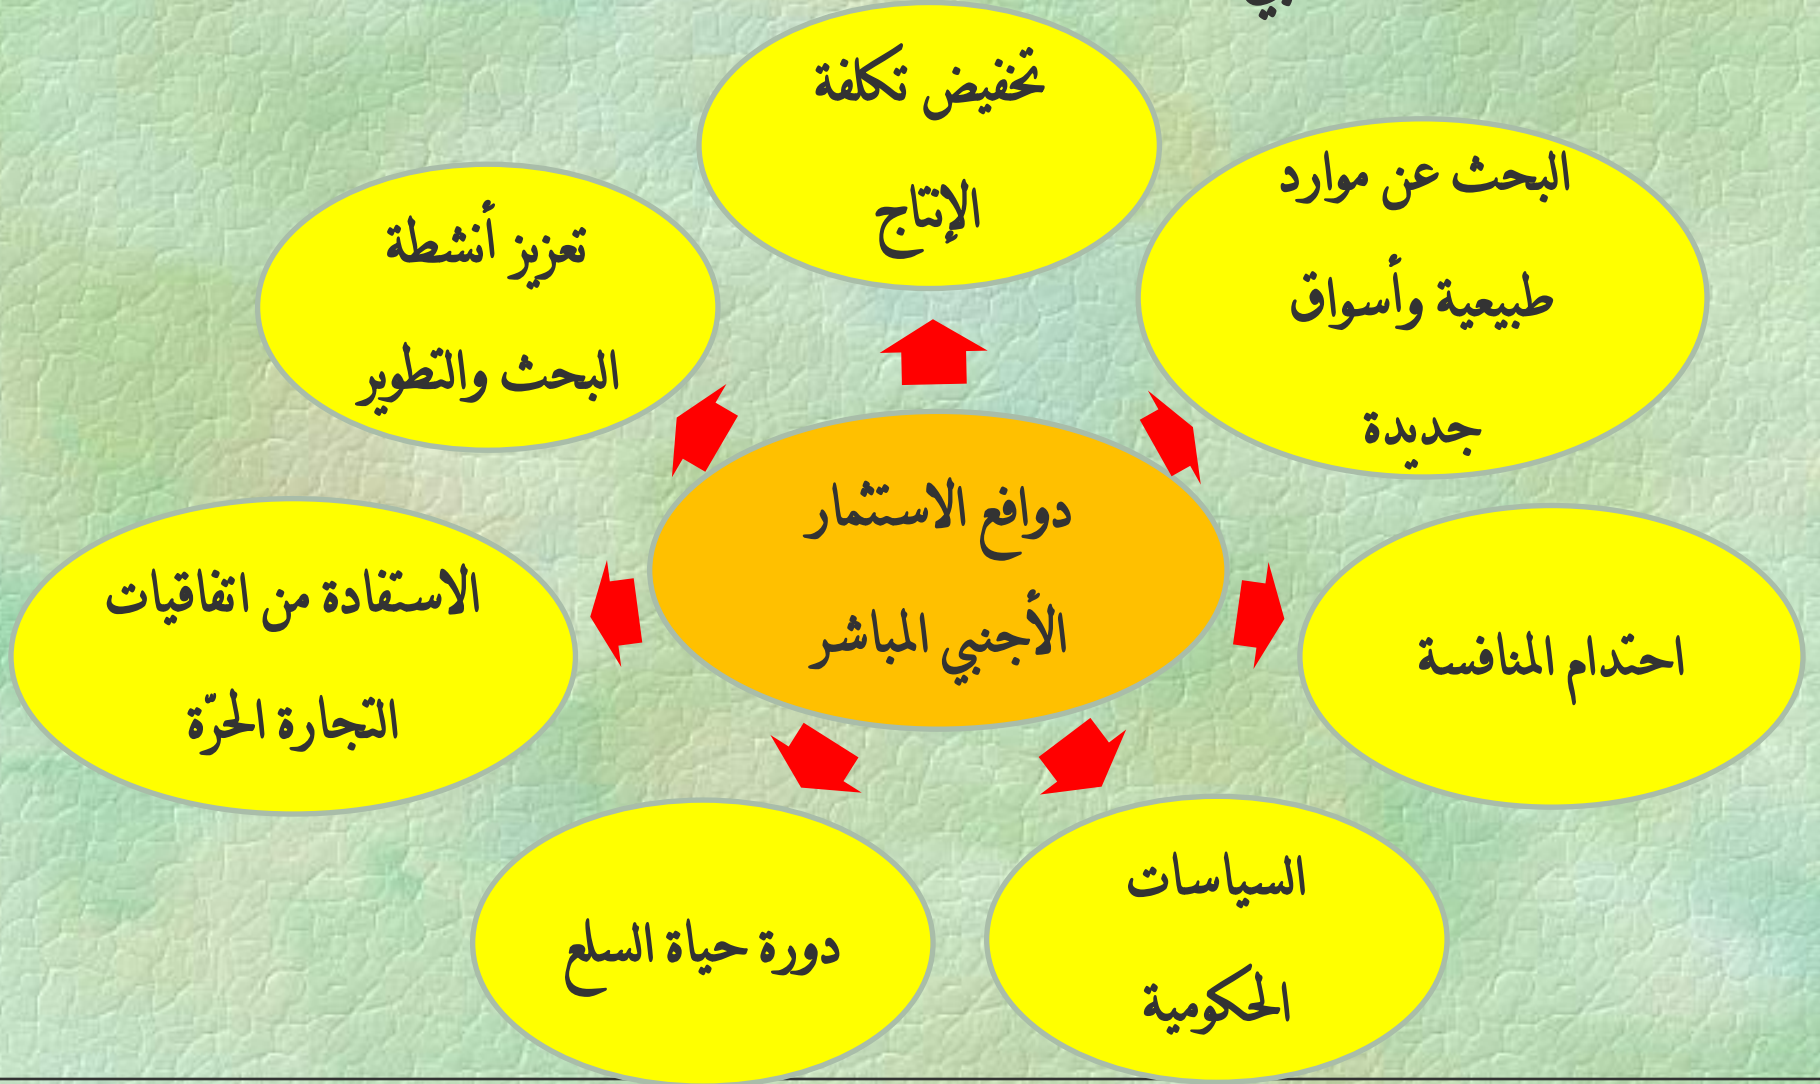 تخفيض تكلفة
الإنتاج
البحث عن موارد
طبيعية وأسواق
جديدة
تعزيز أنشطة
البحث والتطوير
دوافع الاستثمار
الأجنبي المباشر
احتدام المنافسة
الاستفادة من اتفاقيات
التجارة الحرّة
السياسات
الحكومية
دورة حياة السلع